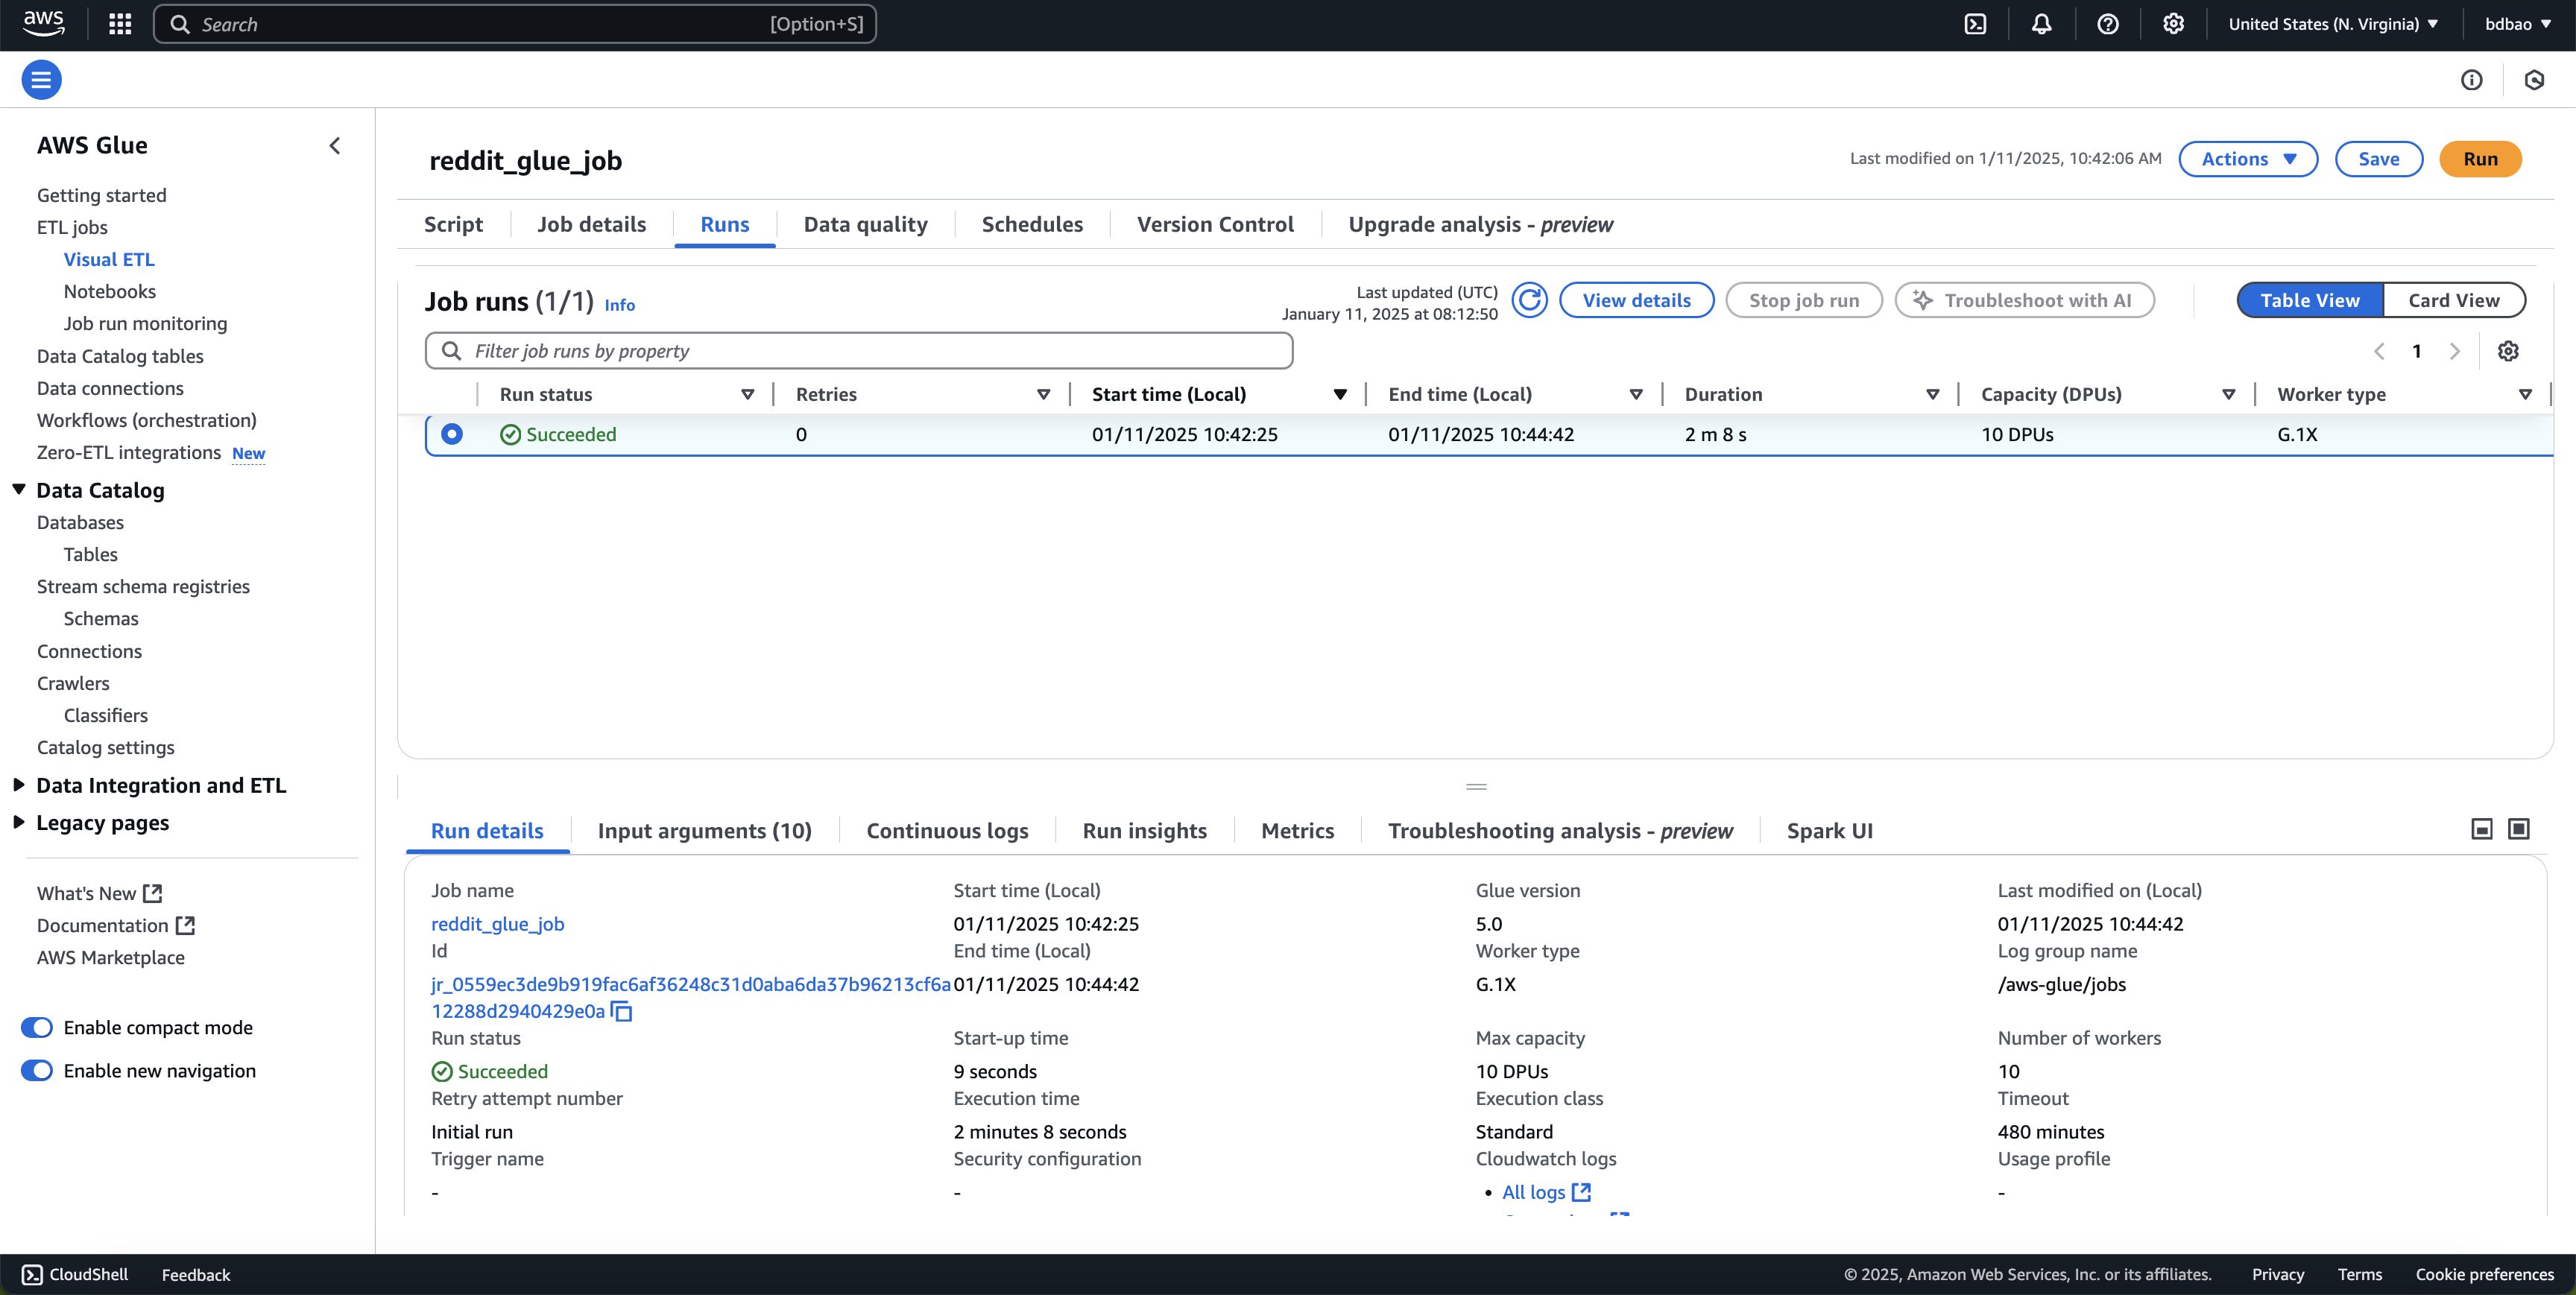 aws
Search [Option+S]
United States (N. Virginia)
bdbao
AWS Glue
Getting started
ETL jobs
Visual ETL
Notebooks
Job run monitoring
Data Catalog tables
Data connections
Workflows (orchestration)
Zero-ETL integrations New
Data Catalog
Databases
Tables
Stream schema registries
Schemas
Connections
Crawlers
Classifiers
Catalog settings
Data Integration and ETL
Legacy pages
What's New
Documentation
AWS Marketplace
Enable compact mode
Enable new navigation
reddit_glue_job
Last modified on 1/11/2025, 10:42:06 AM
Actions
Save
Run
Script
Job details
Runs
Data quality
Schedules
Version Control
Upgrade analysis - preview
Job runs (1/1) Info
Last updated (UTC)
January 11, 2025 at 08:12:50
View details
Stop job run
Troubleshoot with AI
Table View
Card View
Filter job runs by property
1
Run status Retries Start time (Local) End time (Local) Duration Capacity (DPUs) Worker type
Succeeded 0 01/11/2025 10:42:25 01/11/2025 10:44:42 2 m 8 s 10 DPUs G.1X
Run details
Input arguments (10)
Continuous logs
Run insights
Metrics
Troubleshooting analysis - preview
Spark UI
Job name
reddit_glue_job
Id
jr_0559ec3de9b919fac6af36248c31d0aba6da37b96213cf6a
12288d2940429e0a
Run status
Succeeded
Retry attempt number
Initial run
Trigger name
-
Start time (Local)
01/11/2025 10:42:25
End time (Local)
01/11/2025 10:44:42
Start-up time
9 seconds
Execution time
2 minutes 8 seconds
Security configuration
-
Glue version
5.0
Worker type
G.1X
Max capacity
10 DPUs
Execution class
Standard
Cloudwatch logs
All logs
Last modified on (Local)
01/11/2025 10:44:42
Log group name
/aws-glue/jobs
Number of workers
10
Timeout
480 minutes
Usage profile
-
CloudShell
Feedback
© 2025, Amazon Web Services, Inc. or its affiliates.
Privacy
Terms
Cookie preferences